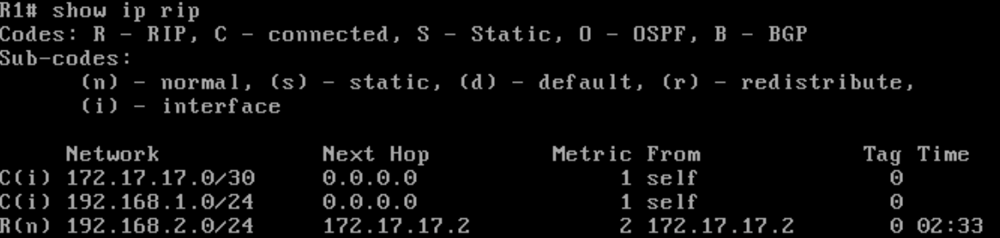 R1# show ip rip
Codes: R - RIP, C - connected, S - Static, O - OSPF, B - BGP
Sub-codes:
      (n) - normal, (s) - static, (d) - default, (r) - redistribute,
      (i) - interface

     Network            Next Hop         Metric From            Tag Time
C(i) 172.17.17.0/30     0.0.0.0               1 self              0
C(i) 192.168.1.0/24     0.0.0.0               1 self              0
R(n) 192.168.2.0/24     172.17.17.2           2 172.17.17.2       0 02:33